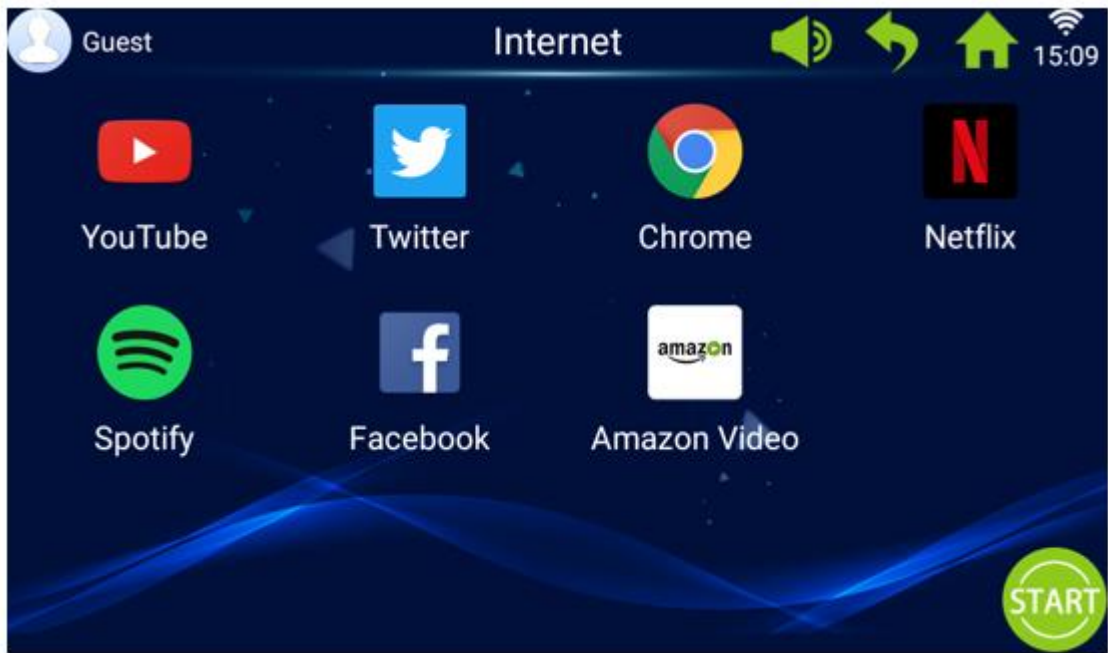 Guest
Internet
15:09
YouTube
Twitter
Chrome
Netflix
N
Spotify
f
Facebook
amazon
Amazon Video
START